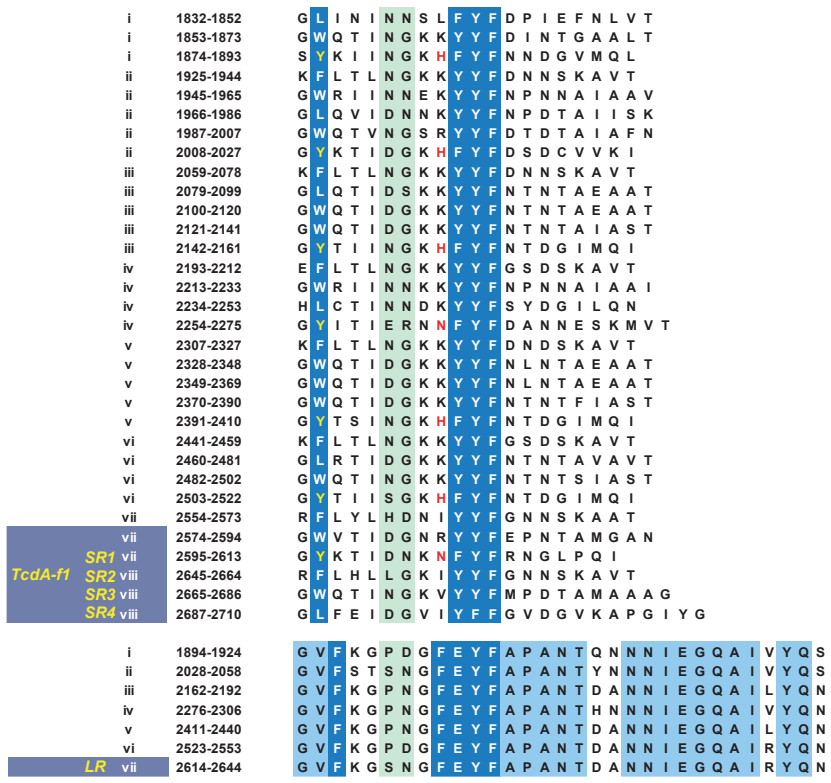 i 1832-1852 G L I N I N N S L F Y F D P I E F N L V T
i 1853-1873 G W Q T I N G K K Y Y F D I N T G A A L T
i 1874-1893 S Y K I I N G K H F Y F N N D G V M Q L
ii 1925-1944 K F L T L N G K K Y Y F D N N S K A V T
ii 1945-1965 G W R I I N N E K Y Y F N P N N A I A A V
ii 1966-1986 G L Q V I D N N K Y Y F N P D T A I I S K
ii 1987-2007 G W Q T V N G S R Y Y F D T D T A I A F N
ii 2008-2027 G Y K T I D G K H F Y F D S D C V V K I
iii 2059-2078 K F L T L N G K K Y Y F D N N S K A V T
iii 2079-2099 G L Q T I D S K K Y Y F N T N T A E A A T
iii 2100-2120 G W Q T I D G K K Y Y F N T N T A E A A T
iii 2121-2141 G W Q T I D G K K Y Y F N T N T A I A S T
iii 2142-2161 G Y T I I N G K H F Y F N T D G I M Q I
iv 2193-2212 E F L T L N G K K Y Y F G S D S K A V T
iv 2213-2233 G W R I I N N K K Y Y F N P N N A I A A I
iv 2234-2253 H L C T I N N D K Y Y F S Y D G I L Q N
iv 2254-2275 G Y I T I E R N N F Y F D A N N E S K M V T
v 2307-2327 K F L T L N G K K Y Y F D N D S K A V T
v 2328-2348 G W Q T I D G K K Y Y F N L N T A E A A T
v 2349-2369 G W Q T I D G K K Y Y F N L N T A E A A T
v 2370-2390 G W Q T I D G K K Y Y F N T N T F I A S T
v 2391-2410 G Y T S I N G K H F Y F N T D G I M Q I
vi 2441-2459 K F L T L N G K K Y Y F G S D S K A V T
vi 2460-2481 G L R T I D G K K Y Y F N T N T A V A V T
vi 2482-2502 G W Q T I N G K K Y Y F N T N T S I A S T
vi 2503-2522 G Y T I I S G K H F Y F N T D G I M Q I
vii 2554-2573 R F L Y L H D N I Y Y F G N N S K A A T
vii 2574-2594 G W V T I D G N R Y Y F E P N T A M G A N
SR1 vii 2595-2613 G Y K T I D N K N F Y F R N G L P Q I
TcdA-f1 SR2 viii 2645-2664 R F L H L L G K I Y Y F G N N S K A V T
SR3 viii 2665-2686 G W Q T I N G K V Y Y F M P D T A M A A A G
SR4 viii 2687-2710 G L F E I D G V I Y F F G V D G V K A P G I Y G
i 1894-1924 G V F K G P D G F E Y F A P A N T Q N N N I E G Q A I V Y Q S
ii 2028-2058 G V F S T S N G F E Y F A P A N T Y N N N I E G Q A I V Y Q S
iii 2162-2192 G V F K G P N G F E Y F A P A N T D A N N I E G Q A I L Y Q N
iv 2276-2306 G V F K G P N G F E Y F A P A N T H N N N I E G Q A I V Y Q N
v 2411-2440 G V F K G P N G F E Y F A P A N T D A N N I E G Q A I L Y Q N
vi 2523-2553 G V F K G P D G F E Y F A P A N T D A N N I E G Q A I R Y Q N
LR vii 2614-2644 G V F K G S N G F E Y F A P A N T D A N N I E G Q A I R Y Q N